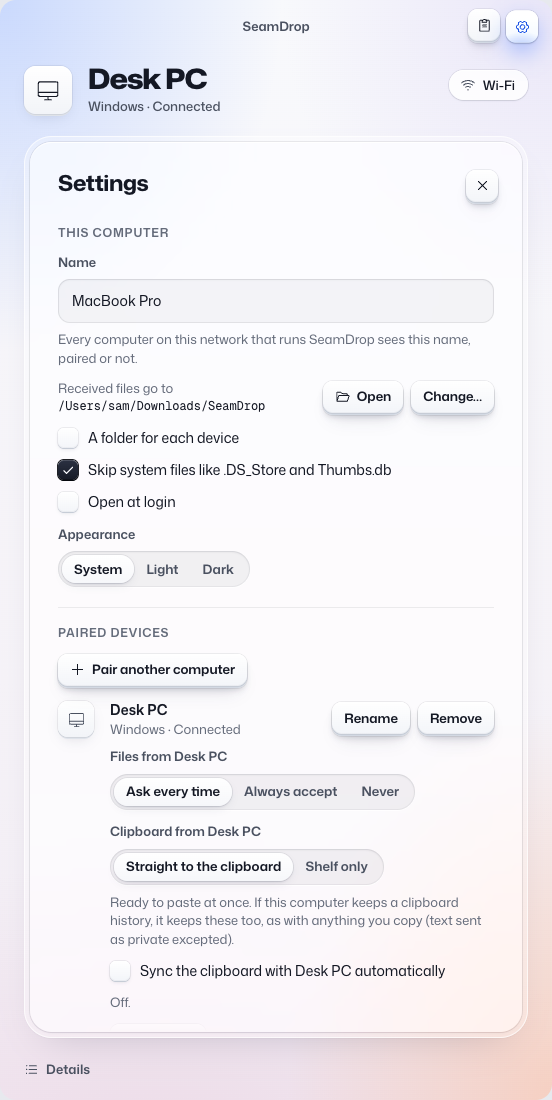 SeamDrop
Desk PC
Windows · Connected
Wi-Fi
Settings
THIS COMPUTER
Name
MacBook Pro
Every computer on this network that runs SeamDrop sees this name,
paired or not.
Received files go to
/Users/sam/Downloads/SeamDrop
Open
Change...
A folder for each device
Skip system files like .DS_Store and Thumbs.db
Open at login
Appearance
System
Light
Dark
PAIRED DEVICES
Pair another computer
Desk PC
Windows · Connected
Rename
Remove
Files from Desk PC
Ask every time
Always accept
Never
Clipboard from Desk PC
Straight to the clipboard
Shelf only
Ready to paste at once. If this computer keeps a clipboard
history, it keeps these too, as with anything you copy (text sent
as private excepted).
Sync the clipboard with Desk PC automatically
Off.
Details